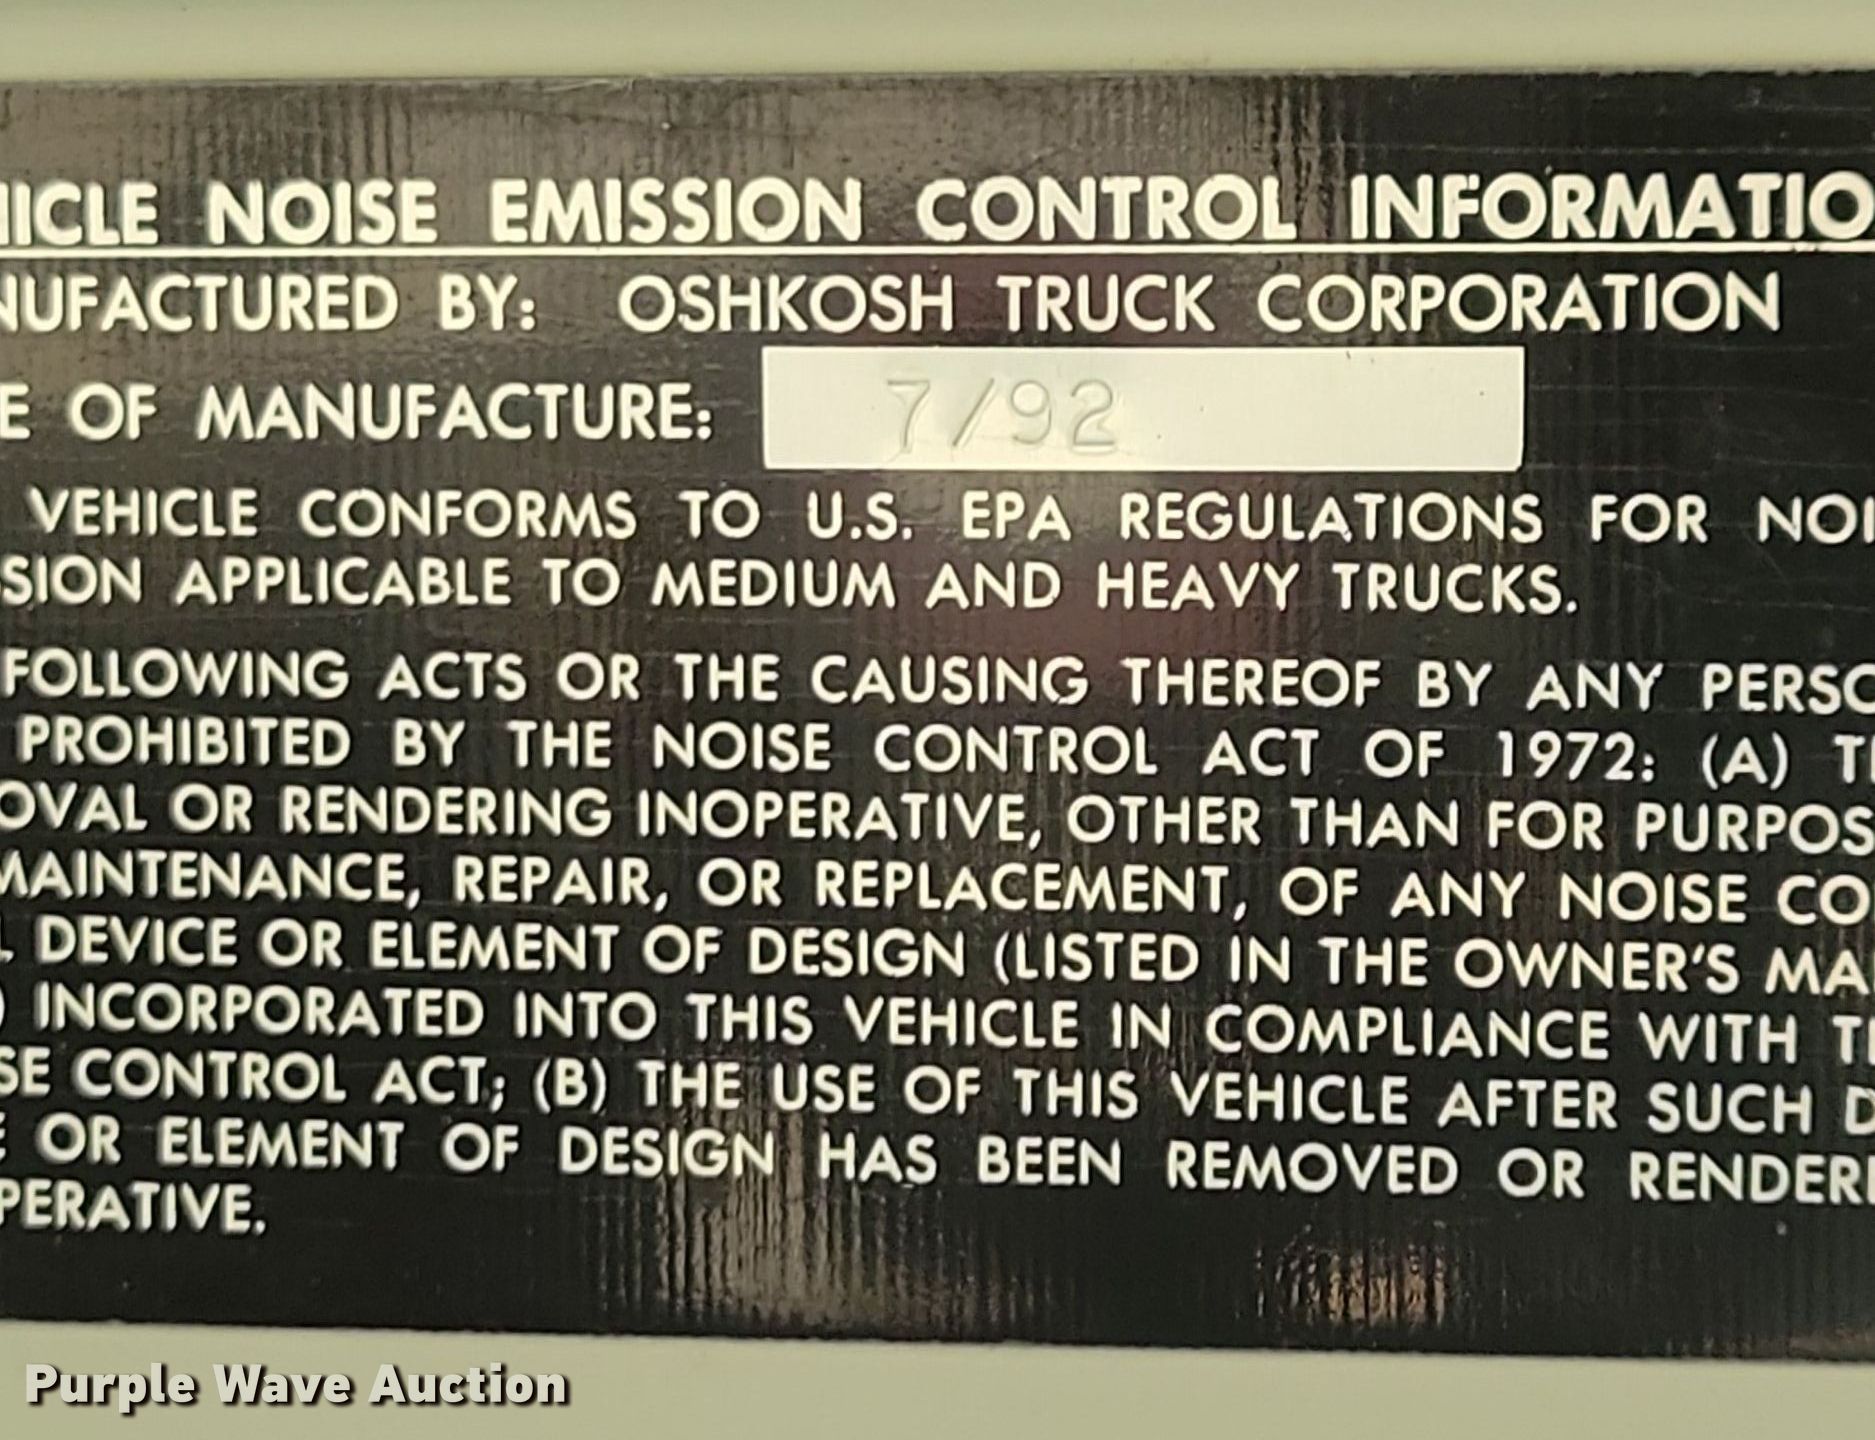 HICLE NOISE EMISSION CONTROL INFORMATIO
NUFACTURED BY: OSHKOSH TRUCK CORPORATION
E OF MANUFACTURE: 7/92
VEHICLE CONFORMS TO U.S. EPA REGULATIONS FOR NOI
SSION APPLICABLE TO MEDIUM AND HEAVY TRUCKS.
FOLLOWING ACTS OR THE CAUSING THEREOF BY ANY PERSO
PROHIBITED BY THE NOISE CONTROL ACT OF 1972: (A) TH
OVAL OR RENDERING INOPERATIVE, OTHER THAN FOR PURPOS
MAINTENANCE, REPAIR, OR REPLACEMENT, OF ANY NOISE CO
L DEVICE OR ELEMENT OF DESIGN (LISTED IN THE OWNER'S MA
) INCORPORATED INTO THIS VEHICLE IN COMPLIANCE WITH TH
SE CONTROL ACT; (B) THE USE OF THIS VEHICLE AFTER SUCH D
E OR ELEMENT OF DESIGN HAS BEEN REMOVED OR RENDER
PERATIVE.
Purple Wave Auction